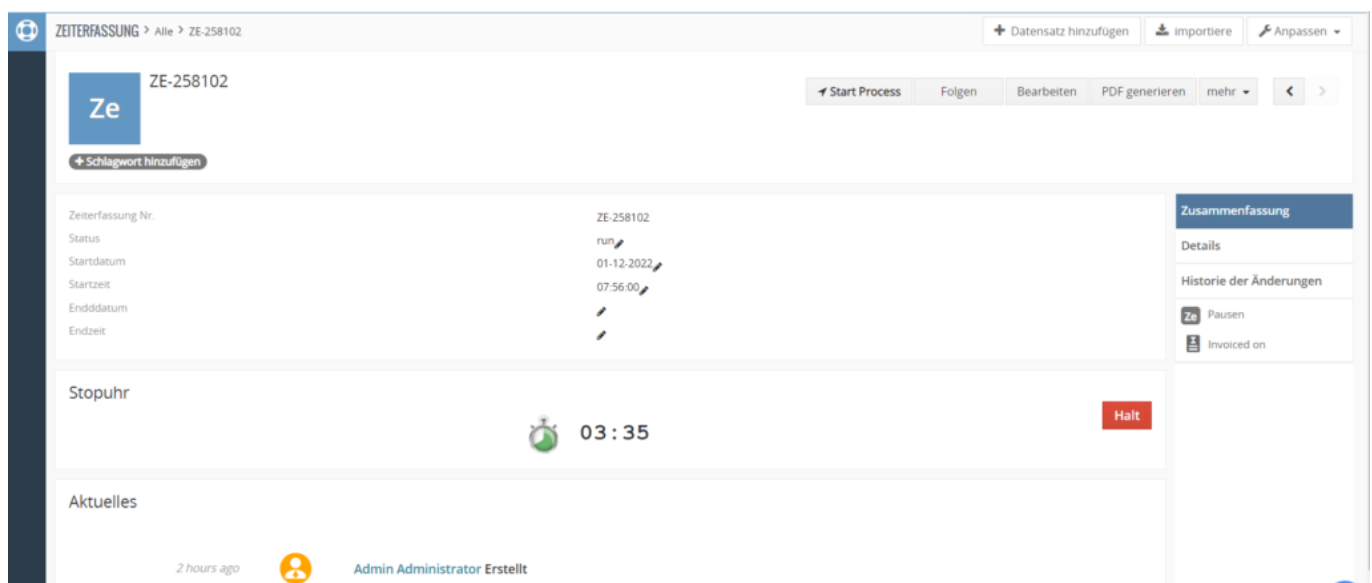 ZEITERFASSUNG > Alle > ZE-258102
Datensatz hinzufügen
importiere
Anpassen
Ze
ZE-258102
Start Process
Folgen
Bearbeiten
PDF generieren
mehr
+ Schlagwort hinzufügen
Zeiterfassung Nr. ZE-258102
Status run
Startdatum 01-12-2022
Startzeit 07:56:00
Endddatum
Endzeit
Zusammenfassung
Details
Historie der Änderungen
Ze Pausen
Invoiced on
Stopuhr
03:35
Halt
Aktuelles
2 hours ago Admin Administrator Erstellt